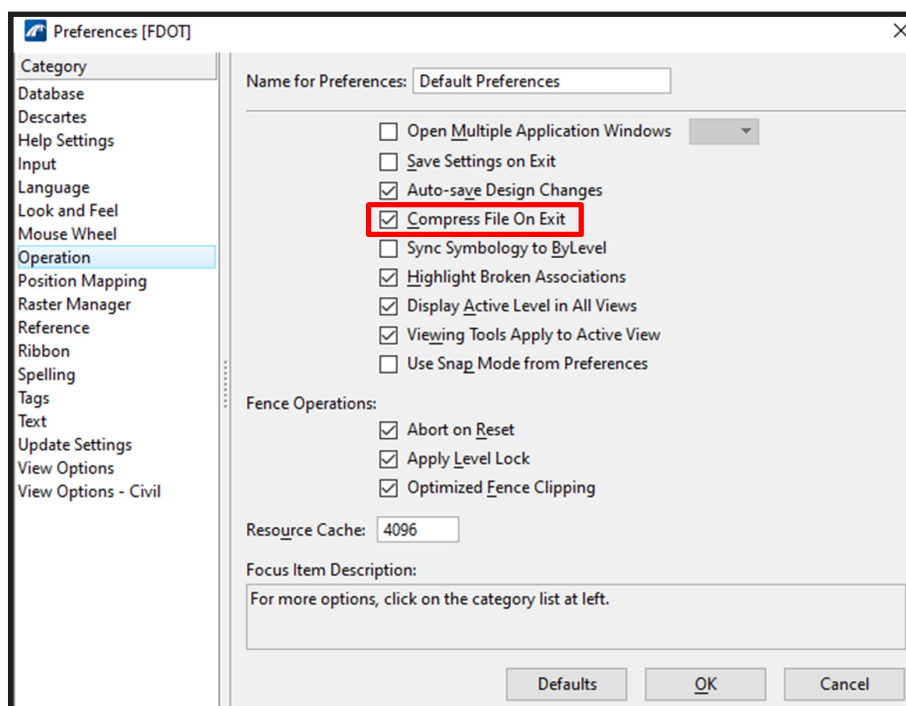 Preferences [FDOT]
Category
Database
Descartes
Help Settings
Input
Language
Look and Feel
Mouse Wheel
Operation
Position Mapping
Raster Manager
Reference
Ribbon
Spelling
Tags
Text
Update Settings
View Options
View Options - Civil
Name for Preferences: Default Preferences
Open Multiple Application Windows
Save Settings on Exit
Auto-save Design Changes
Compress File On Exit
Sync Symbology to ByLevel
Highlight Broken Associations
Display Active Level in All Views
Viewing Tools Apply to Active View
Use Snap Mode from Preferences
Fence Operations:
Abort on Reset
Apply Level Lock
Optimized Fence Clipping
Resource Cache: 4096
Focus Item Description:
For more options, click on the category list at left.
Defaults OK Cancel